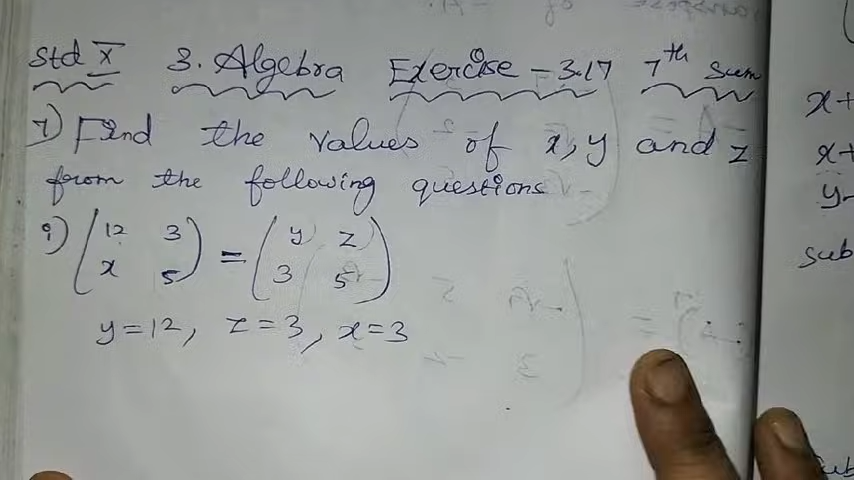 Std X 3. Algebra Exercise - 3.17 7th sum
7) Find the values of x, y and z
from the following questions
i) (12 3 x 5) = (y z 3 5)
y = 12, z = 3, x = 3
x+
x+
y-
sub